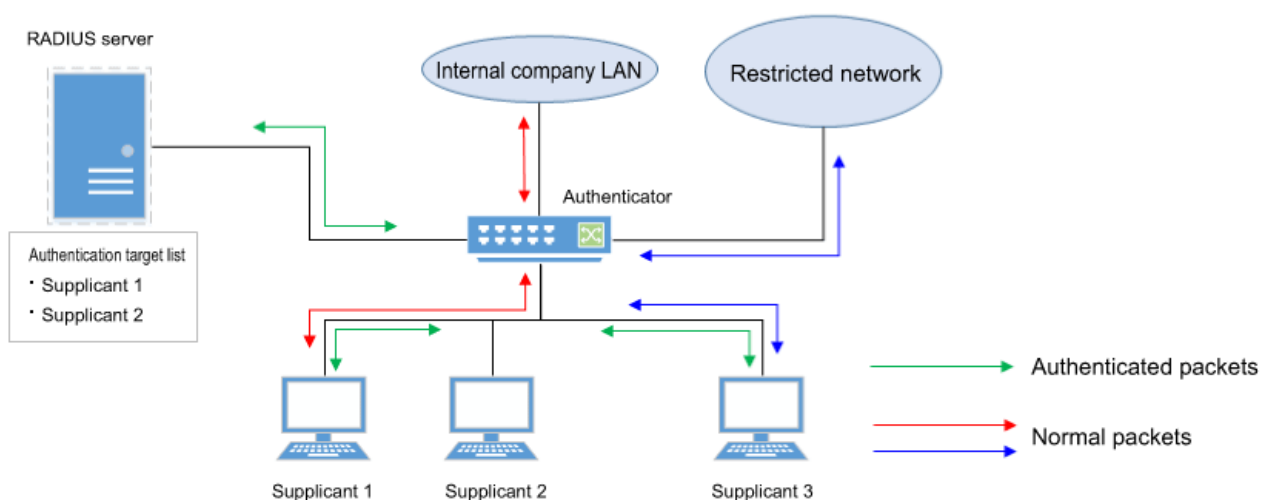 RADIUS server
Internal company LAN
Restricted network
Authenticator
Authentication target list
・ Supplicant 1
・ Supplicant 2
Authenticated packets
Normal packets
Supplicant 1
Supplicant 2
Supplicant 3